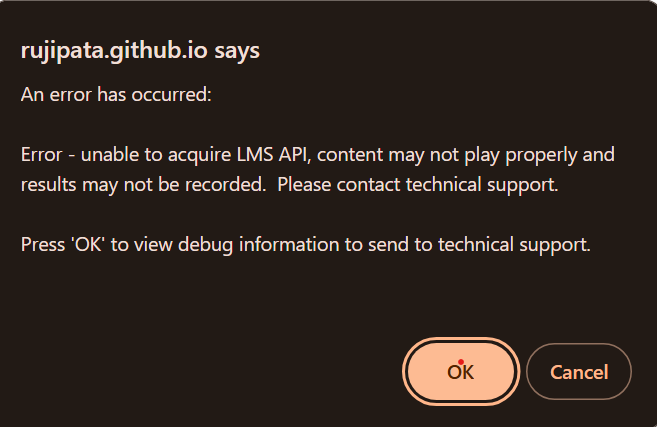 rujipata.github.io says
An error has occurred:
Error - unable to acquire LMS API, content may not play properly and
results may not be recorded.  Please contact technical support.
Press 'OK' to view debug information to send to technical support.
OK
Cancel